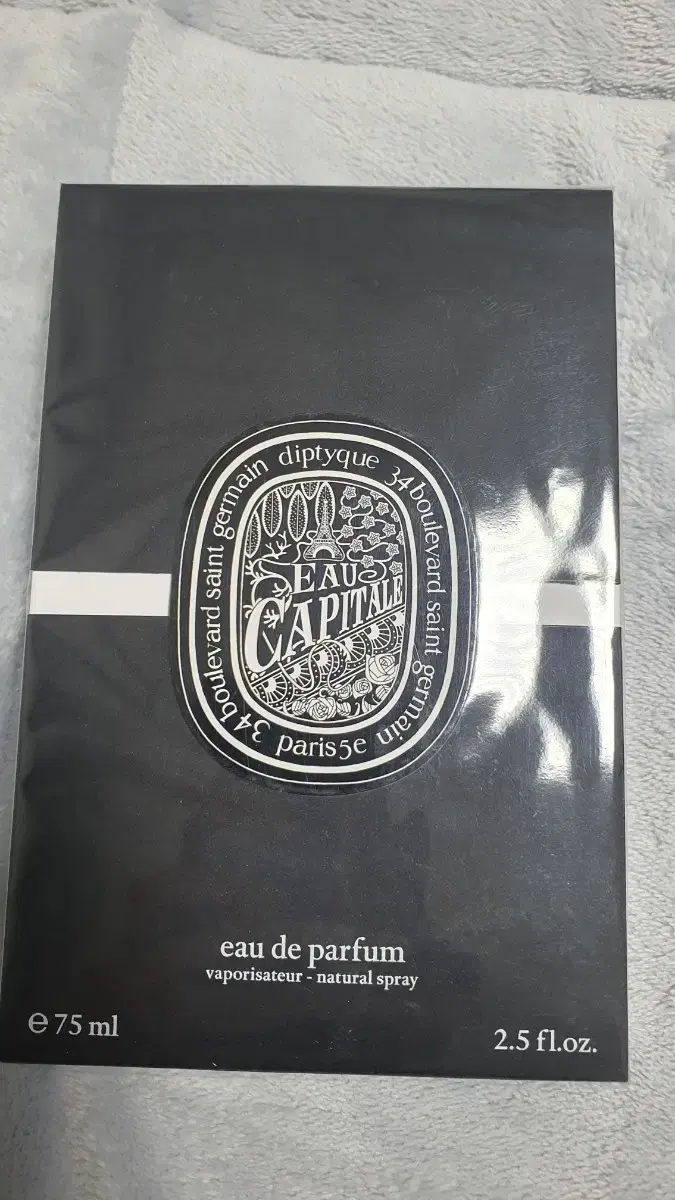 diptyque 34 boulevard saint germain paris5e 34 boulevard saint germain
EAU
CAPITALE
eau de parfum
vaporisateur - natural spray
℮ 75 ml
2.5 fl.oz.